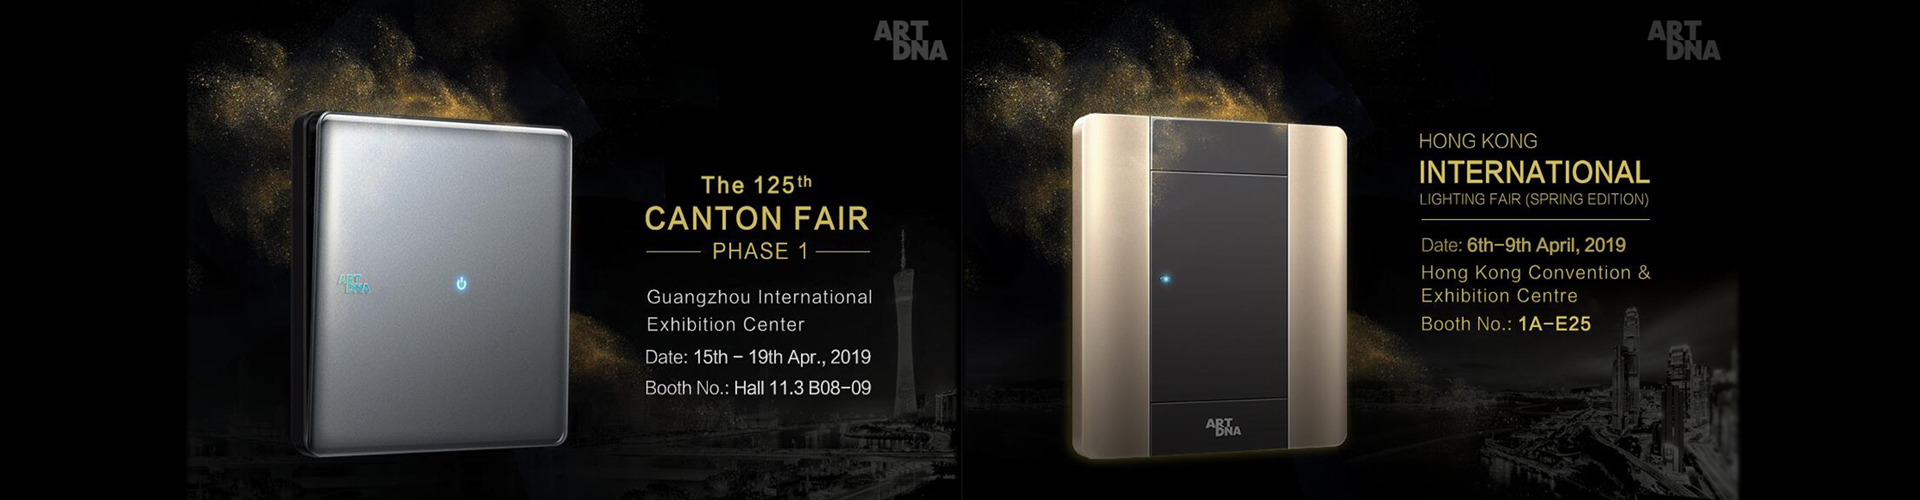 ART
DNA
The 125th
CANTON FAIR
PHASE 1
Guangzhou International
Exhibition Center
Date: 15th – 19th Apr., 2019
Booth No.: Hall 11.3 B08–09
ART
DNA
ART
DNA
HONG KONG
INTERNATIONAL
LIGHTING FAIR (SPRING EDITION)
Date: 6th–9th April, 2019
Hong Kong Convention &
Exhibition Centre
Booth No.: 1A–E25
ART
DNA